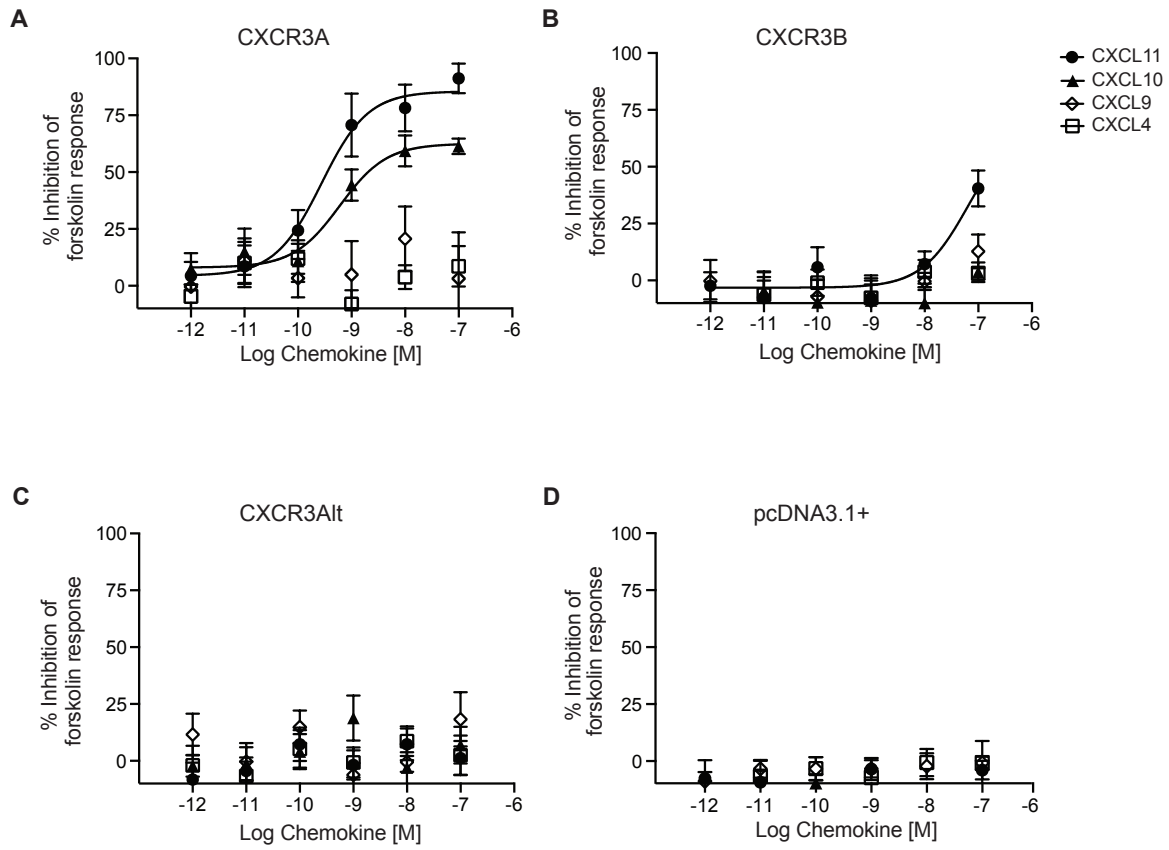 A
CXCR3A
% Inhibition of
forskolin response
100
75
50
25
0
-12 -11 -10 -9 -8 -7 -6
Log Chemokine [M]
B
CXCR3B
% Inhibition of
forskolin response
100
75
50
25
0
-12 -11 -10 -9 -8 -7 -6
Log Chemokine [M]
CXCL11
CXCL10
CXCL9
CXCL4
C
CXCR3Alt
% Inhibition of
forskolin response
100
75
50
25
0
-12 -11 -10 -9 -8 -7 -6
Log Chemokine [M]
D
pcDNA3.1+
% Inhibition of
forskolin response
100
75
50
25
0
-12 -11 -10 -9 -8 -7 -6
Log Chemokine [M]